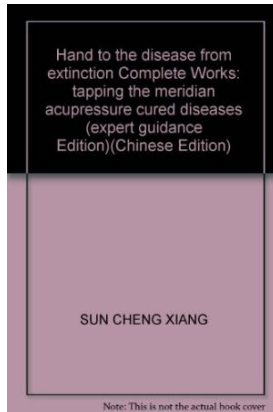 Hand to the disease from
extinction Complete Works:
tapping the meridian
acupressure cured diseases
(expert guidance
Edition)(Chinese Edition)
SUN CHENG XIANG
Note: This is not the actual book cover